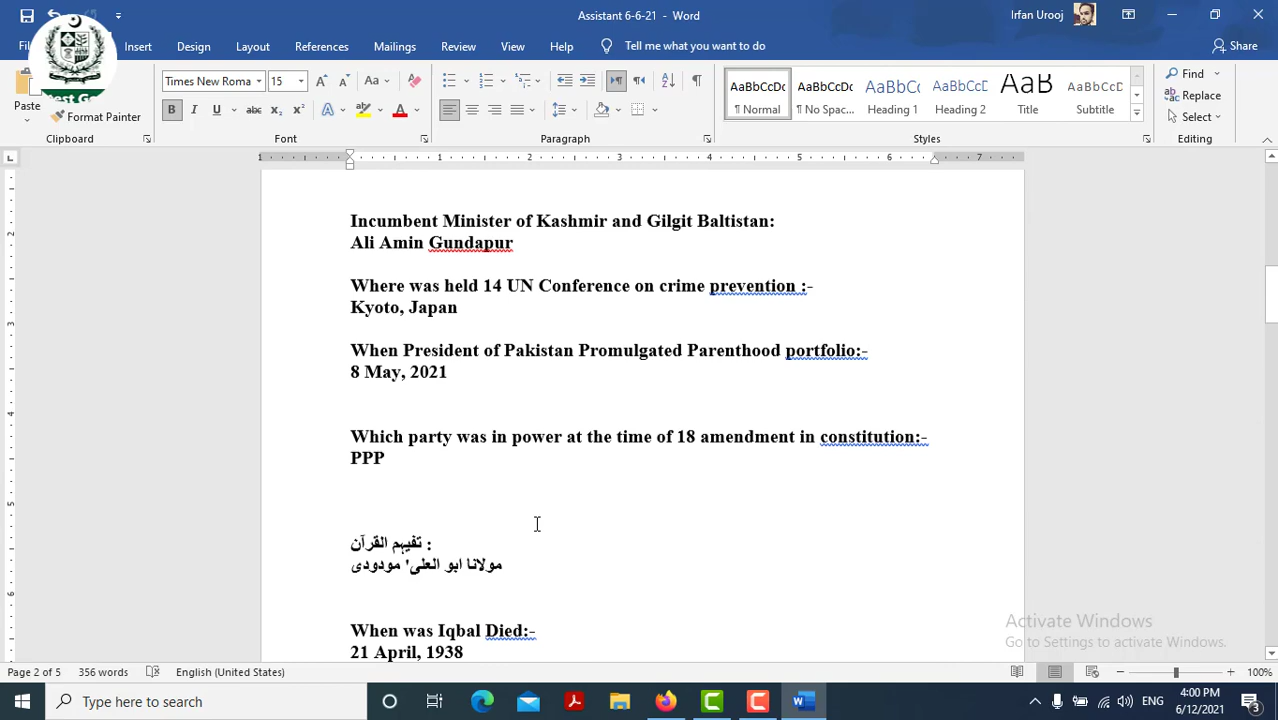 Assignment 6-6-21 - Word
Irfan Urooj
Insert Design Layout References Mailings Review View Help Tell me what you want to do Share
Paste
Format Painter
Times New Roma 15
Clipboard Font Paragraph Styles Editing
AaBbCc AaBbCc AaBbCc AaBbCc AaB AaBbCc
¶ Normal ¶ No Spac... Heading 1 Heading 2 Title Subtitle
Find
Replace
Select
Incumbent Minister of Kashmir and Gilgit Baltistan:
Ali Amin Gundapur
Where was held 14 UN Conference on crime prevention :-
Kyoto, Japan
When President of Pakistan Promulgated Parenthood portfolio:-
8 May, 2021
Which party was in power at the time of 18 amendment in constitution:-
PPP
تفیہم القرآن :
مولانا ابو العلی' مودودی
When was Iqbal Died:-
21 April, 1938
Activate Windows
Go to Settings to activate Windows.
Page 2 of 5 356 words English (United States) 100%
Type here to search
ENG
4:00 PM
6/12/2021